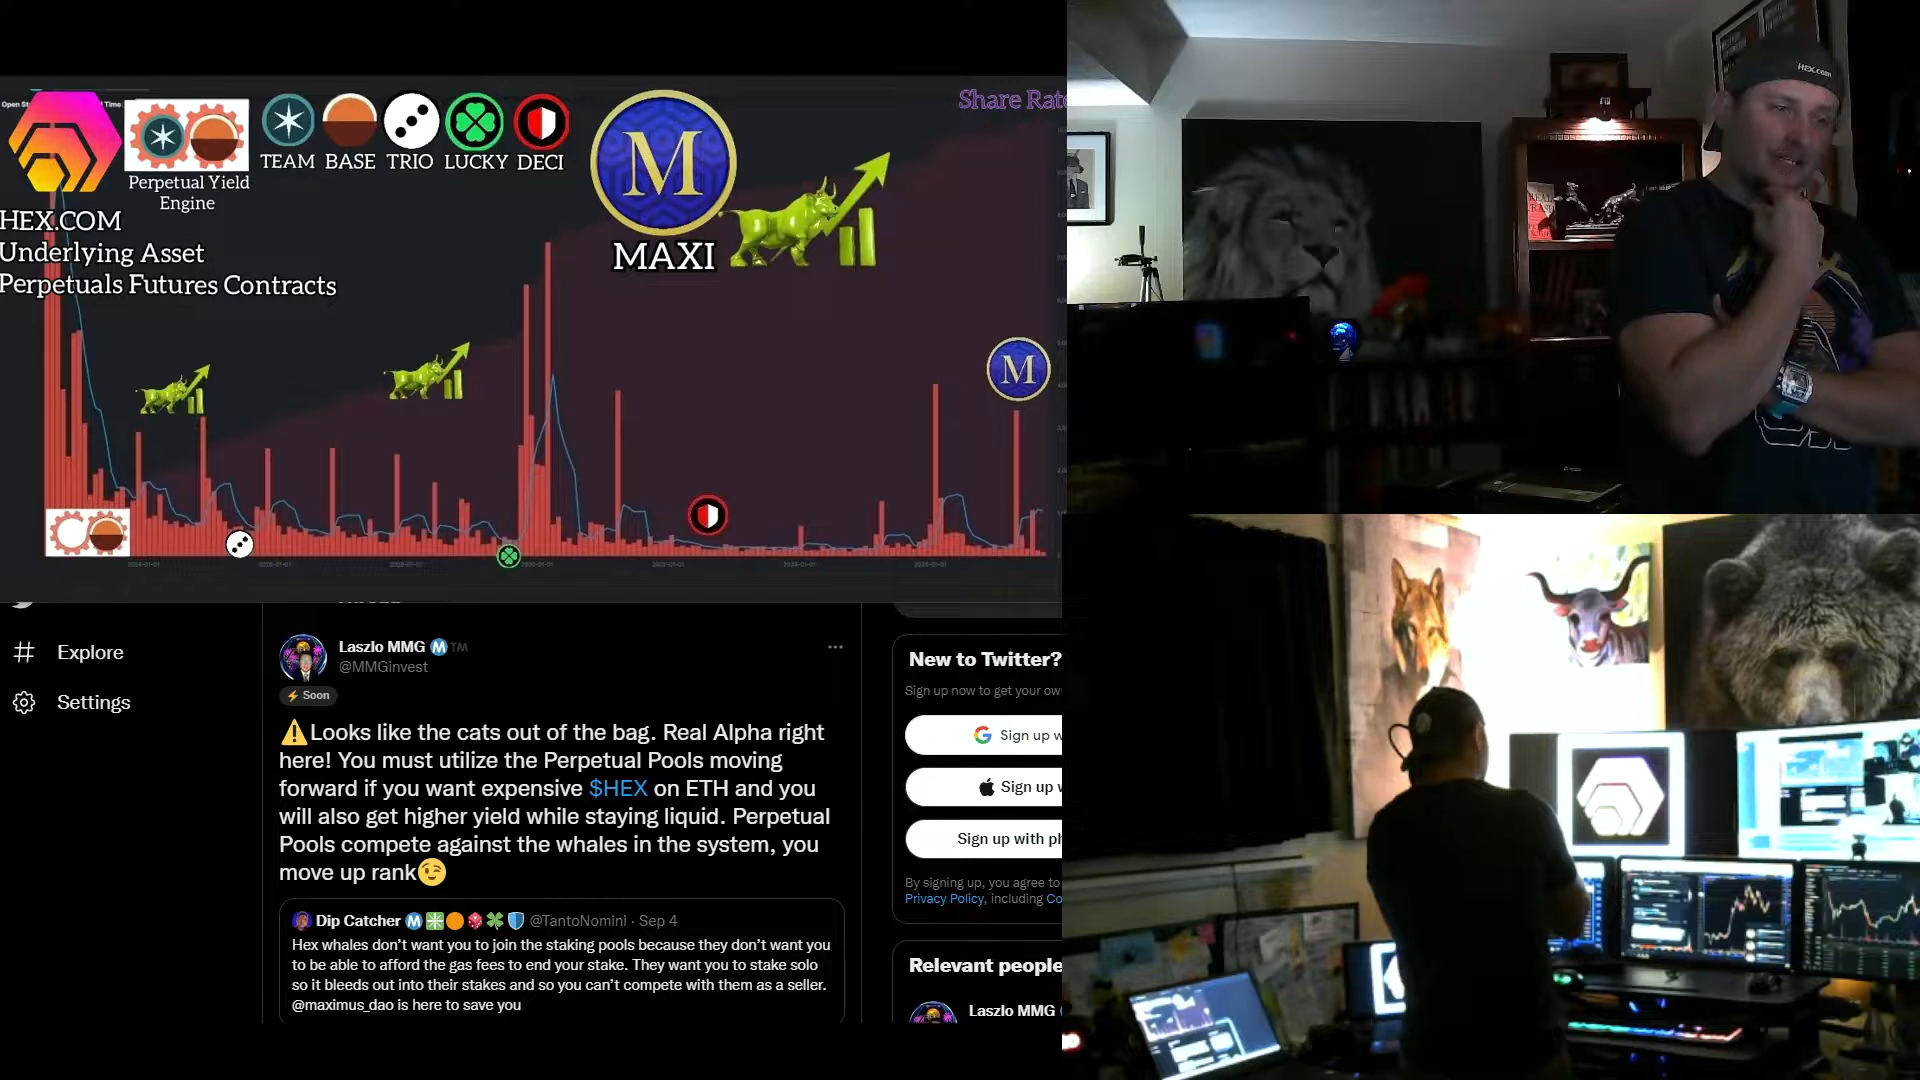 Share Rate
TEAM BASE TRIO LUCKY DECI
Perpetual Yield
Engine
M
MAXI
HEX.COM
Underlying Asset
Perpetuals Futures Contracts
M
HEX.com
Explore
Settings
Laszlo MMG M TM
@MMGinvest
Soon
⚠️Looks like the cats out of the bag. Real Alpha right
here! You must utilize the Perpetual Pools moving
forward if you want expensive $HEX on ETH and you
will also get higher yield while staying liquid. Perpetual
Pools compete against the whales in the system, you
move up rank😉
Dip Catcher M @TantoNomini · Sep 4
Hex whales don't want you to join the staking pools because they don't want you
to be able to afford the gas fees to end your stake. They want you to stake solo
so it bleeds out into their stakes and so you can't compete with them as a seller.
@maximus_dao is here to save you
New to Twitter?
Sign up now to get your ow
Sign up w
Sign up w
Sign up with ph
By signing up, you agree to
Privacy Policy, including Co
Relevant people
Laszlo MMG